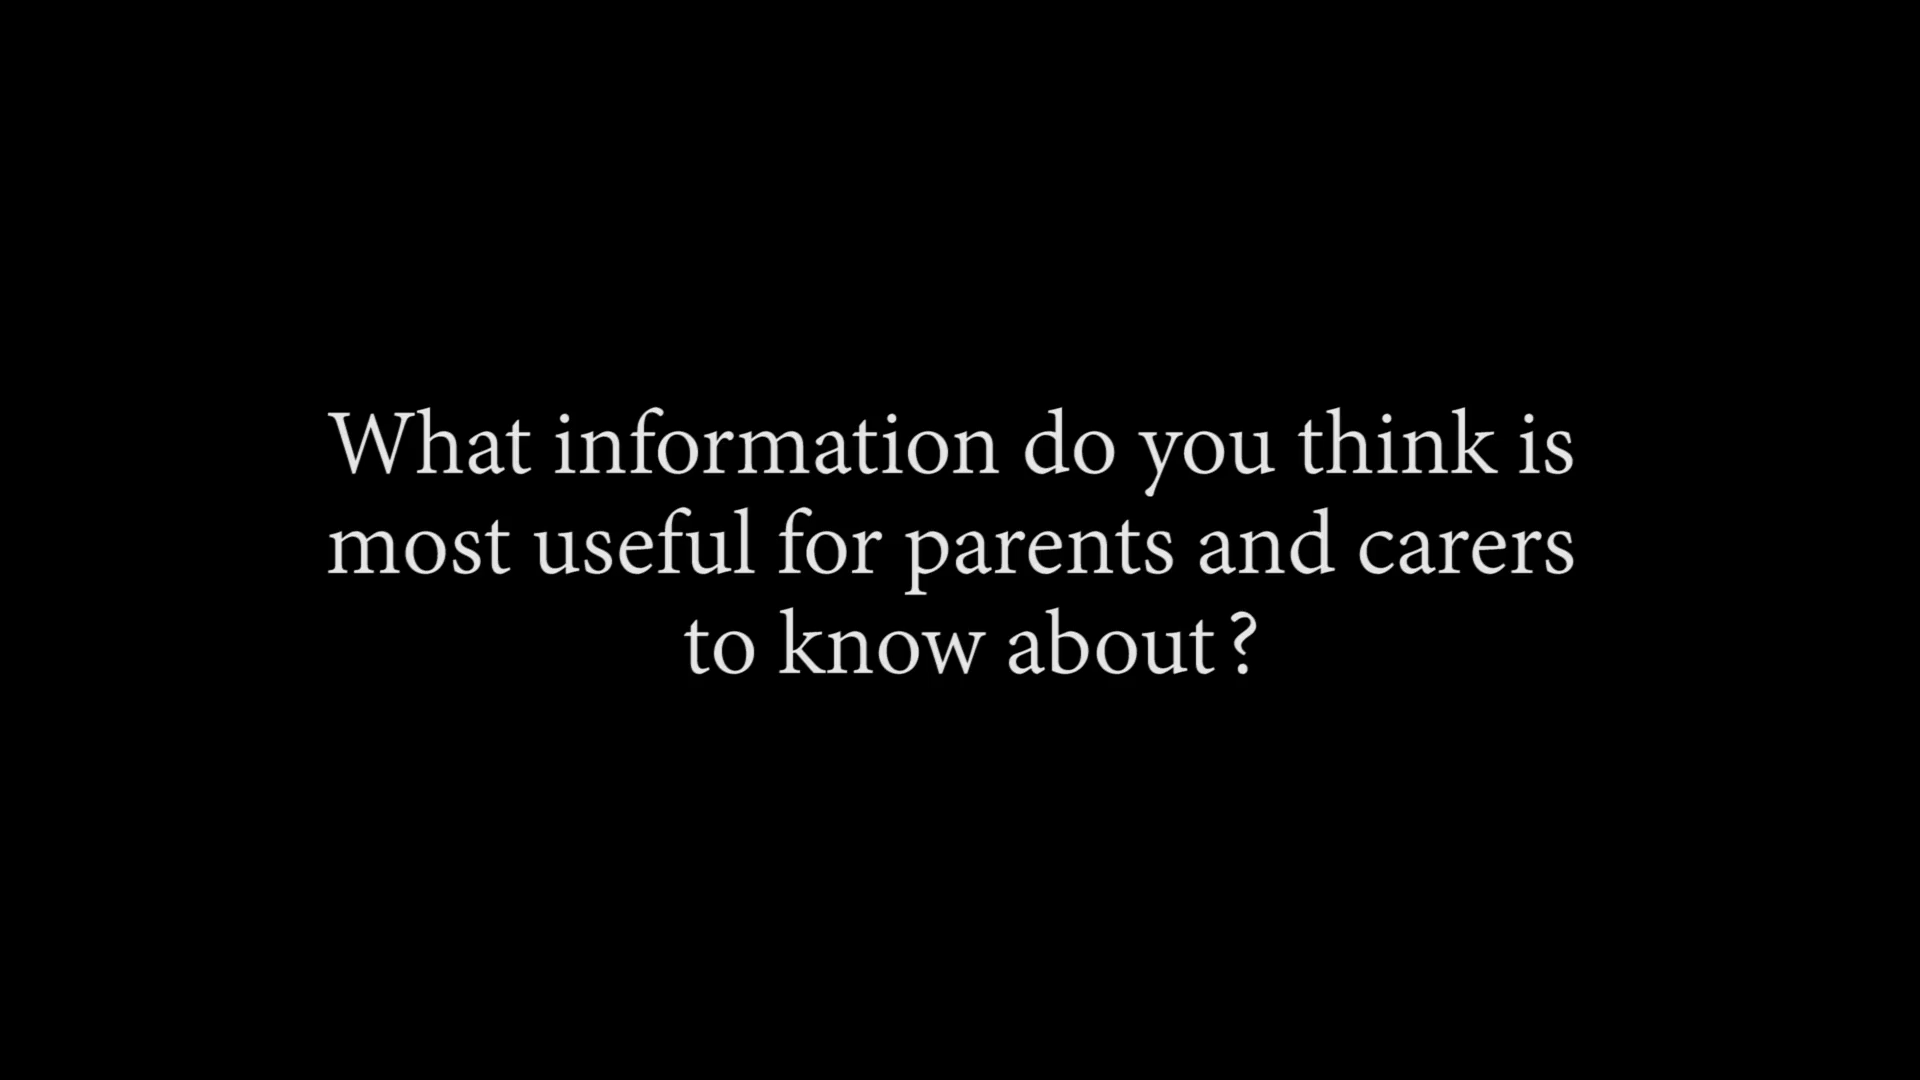 What information do you think is
most useful for parents and carers
to know about ?